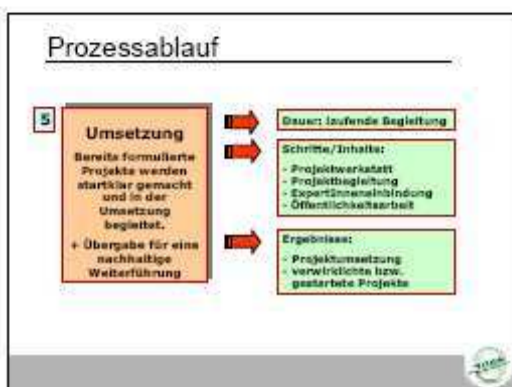 Prozessablauf
5
Umsetzung
Bereits formulierte
Projekte werden
startklar gemacht
und in der
Umsetzung
begleitet.
+ Übergabe für eine
nachhaltige
Weiterführung
Dauer: laufende Begleitung
Schritte/Inhalte:
- Projektwerkstatt
- Projektbegleitung
- ExpertInneneinbindung
- Öffentlichkeitsarbeit
Ergebnisse:
- Projektumsetzung
- verwirklichte bzw.
gestartete Projekte